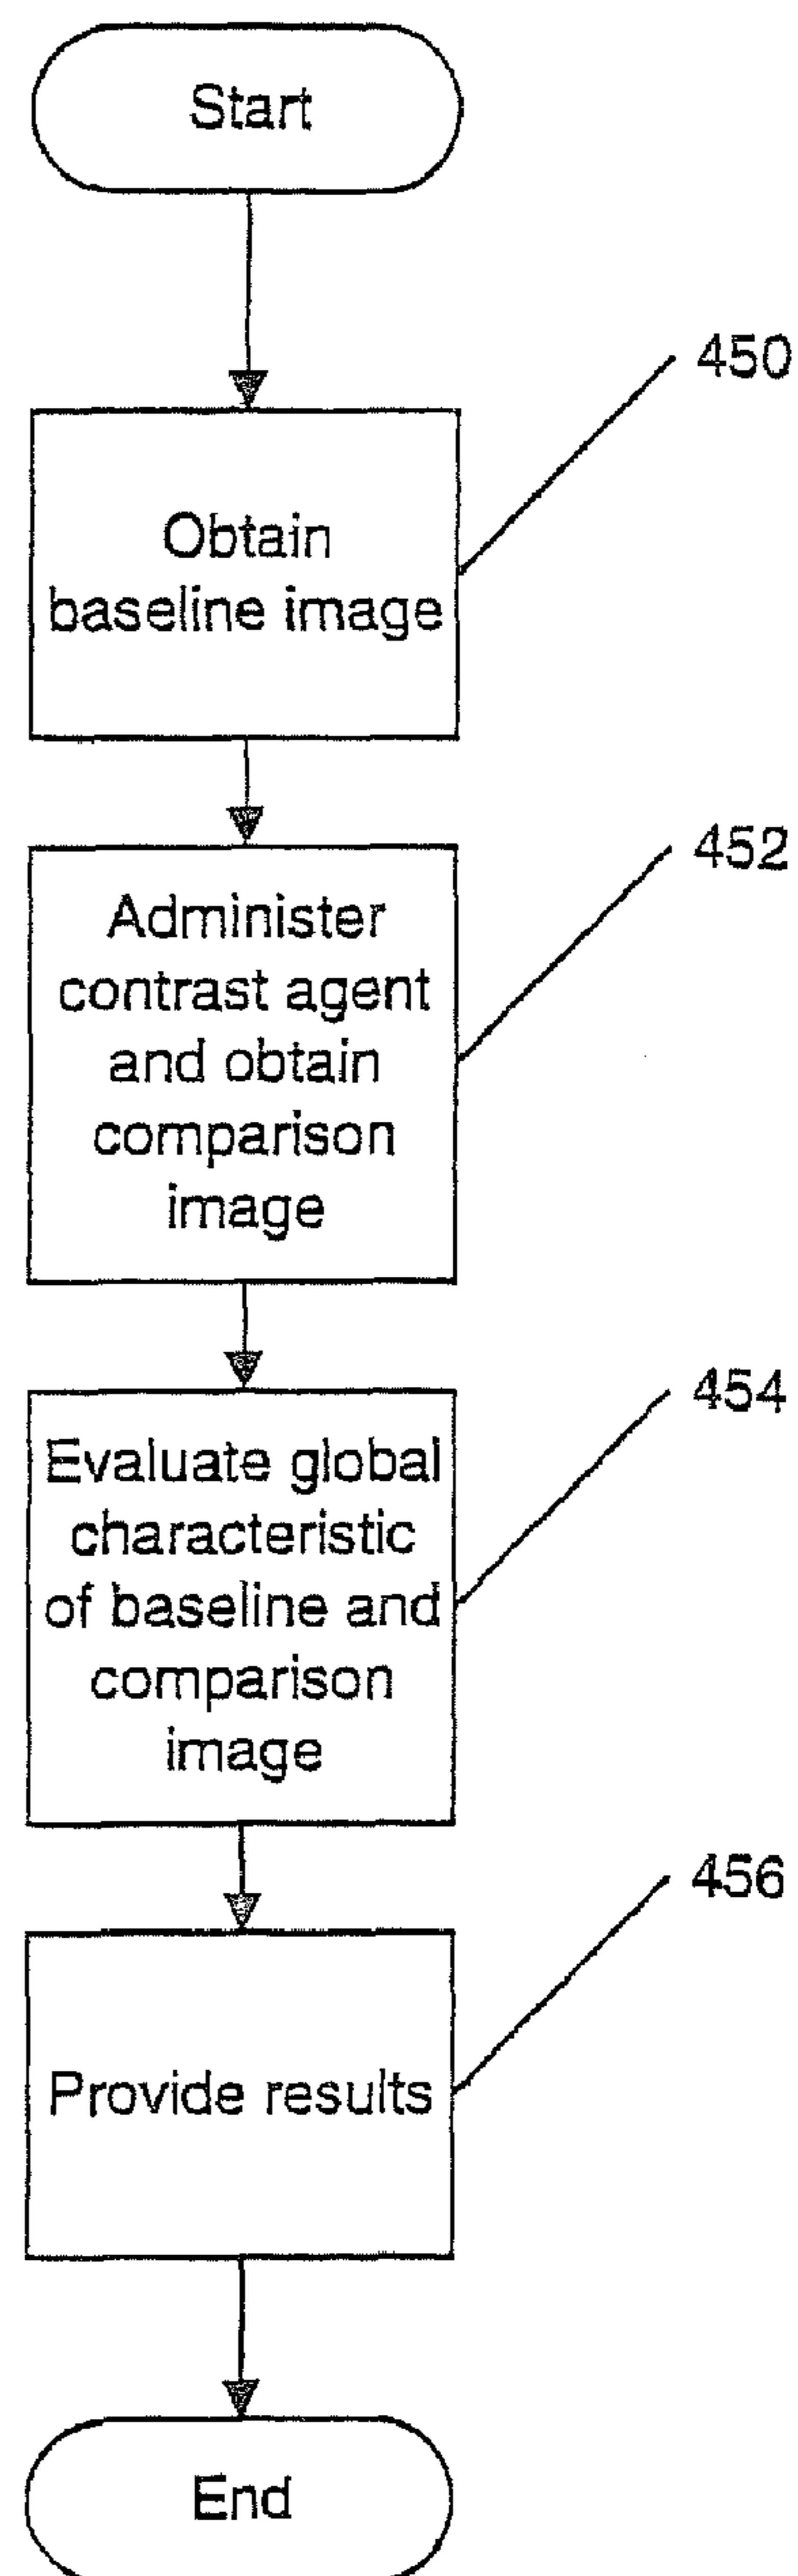 Start
450
Obtain
baseline image
452
Administer
contrast agent
and obtain
comparison
image
454
Evaluate global
characteristic
of baseline and
comparison
image
456
Provide results
End